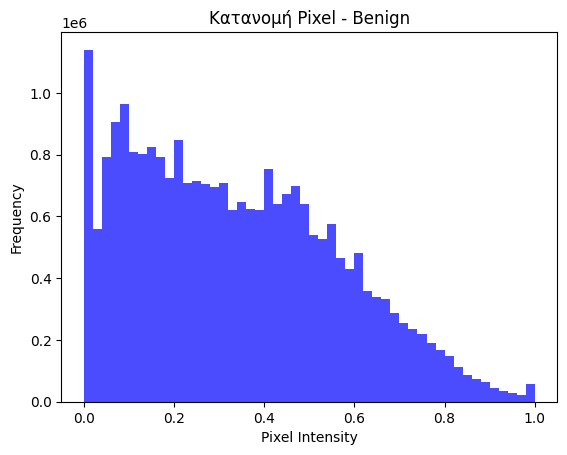 Κατανομή Pixel - Benign
1e6
1.0
0.8
0.6
0.4
0.2
0.0
Frequency
0.0 0.2 0.4 0.6 0.8 1.0
Pixel Intensity